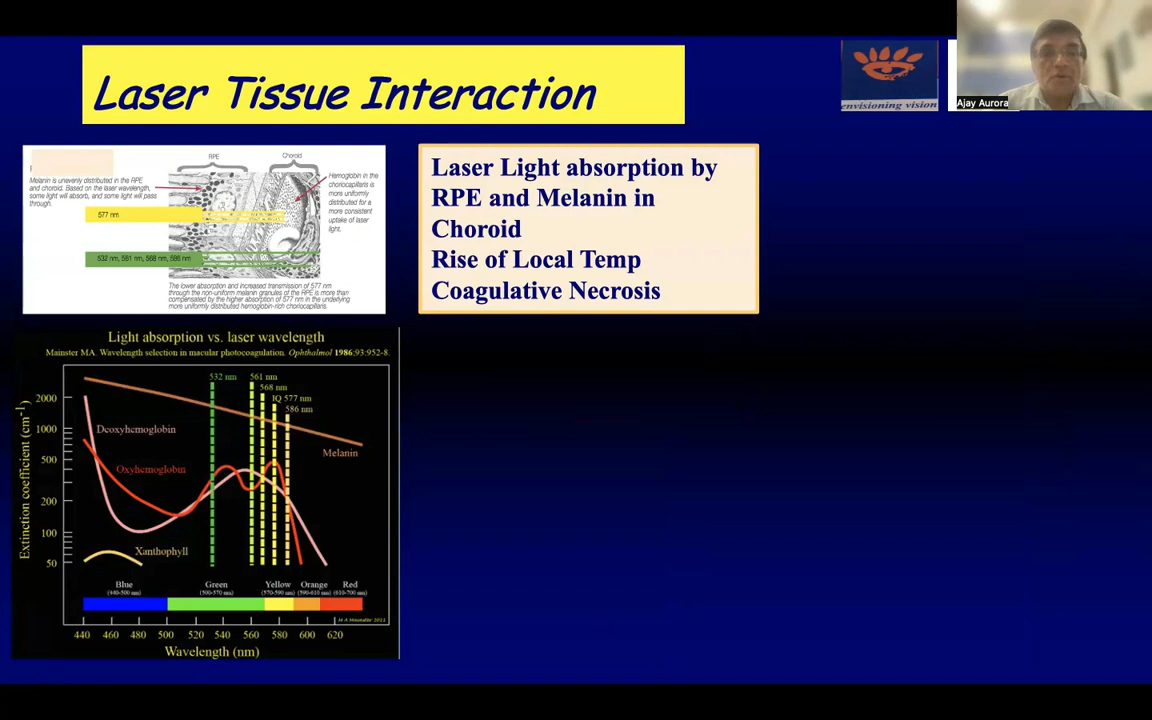 Laser Tissue Interaction
envisioning vision
Ajay Aurora
RPE
Choroid
Melanin is unevenly distributed in the RPE
and choroid. Based on the laser wavelength,
some light will absorb, and some light will pass
through.
Hemoglobin in the
choriocapillaris is
more uniformly
distributed for a
more consistent
uptake of laser
light.
577 nm
532 nm, 561 nm, 568 nm, 586 nm
The lower absorption and increased transmission of 577 nm
through the non-uniform melanin granules of the RPE is more than
compensated by the higher absorption of 577 nm in the underlying
more uniformly distributed hemoglobin-rich choriocapillaris.
Laser Light absorption by
RPE and Melanin in
Choroid
Rise of Local Temp
Coagulative Necrosis
Light absorption vs. laser wavelength
Mainster MA. Wavelength selection in macular photocoagulation. Ophthalmol 1986;93:952-8.
532 nm
561 nm
568 nm
IQ 577 nm
586 nm
Extinction coefficient (cm-1)
2000
1000
500
200
100
50
Deoxyhemoglobin
Oxyhemoglobin
Melanin
Xanthophyll
Blue
(440-500 nm)
Green
(500-570 nm)
Yellow
(570-590 nm)
Orange
(590-610 nm)
Red
(610-700 nm)
M A Mainster 2011
440 460 480 500 520 540 560 580 600 620
Wavelength (nm)